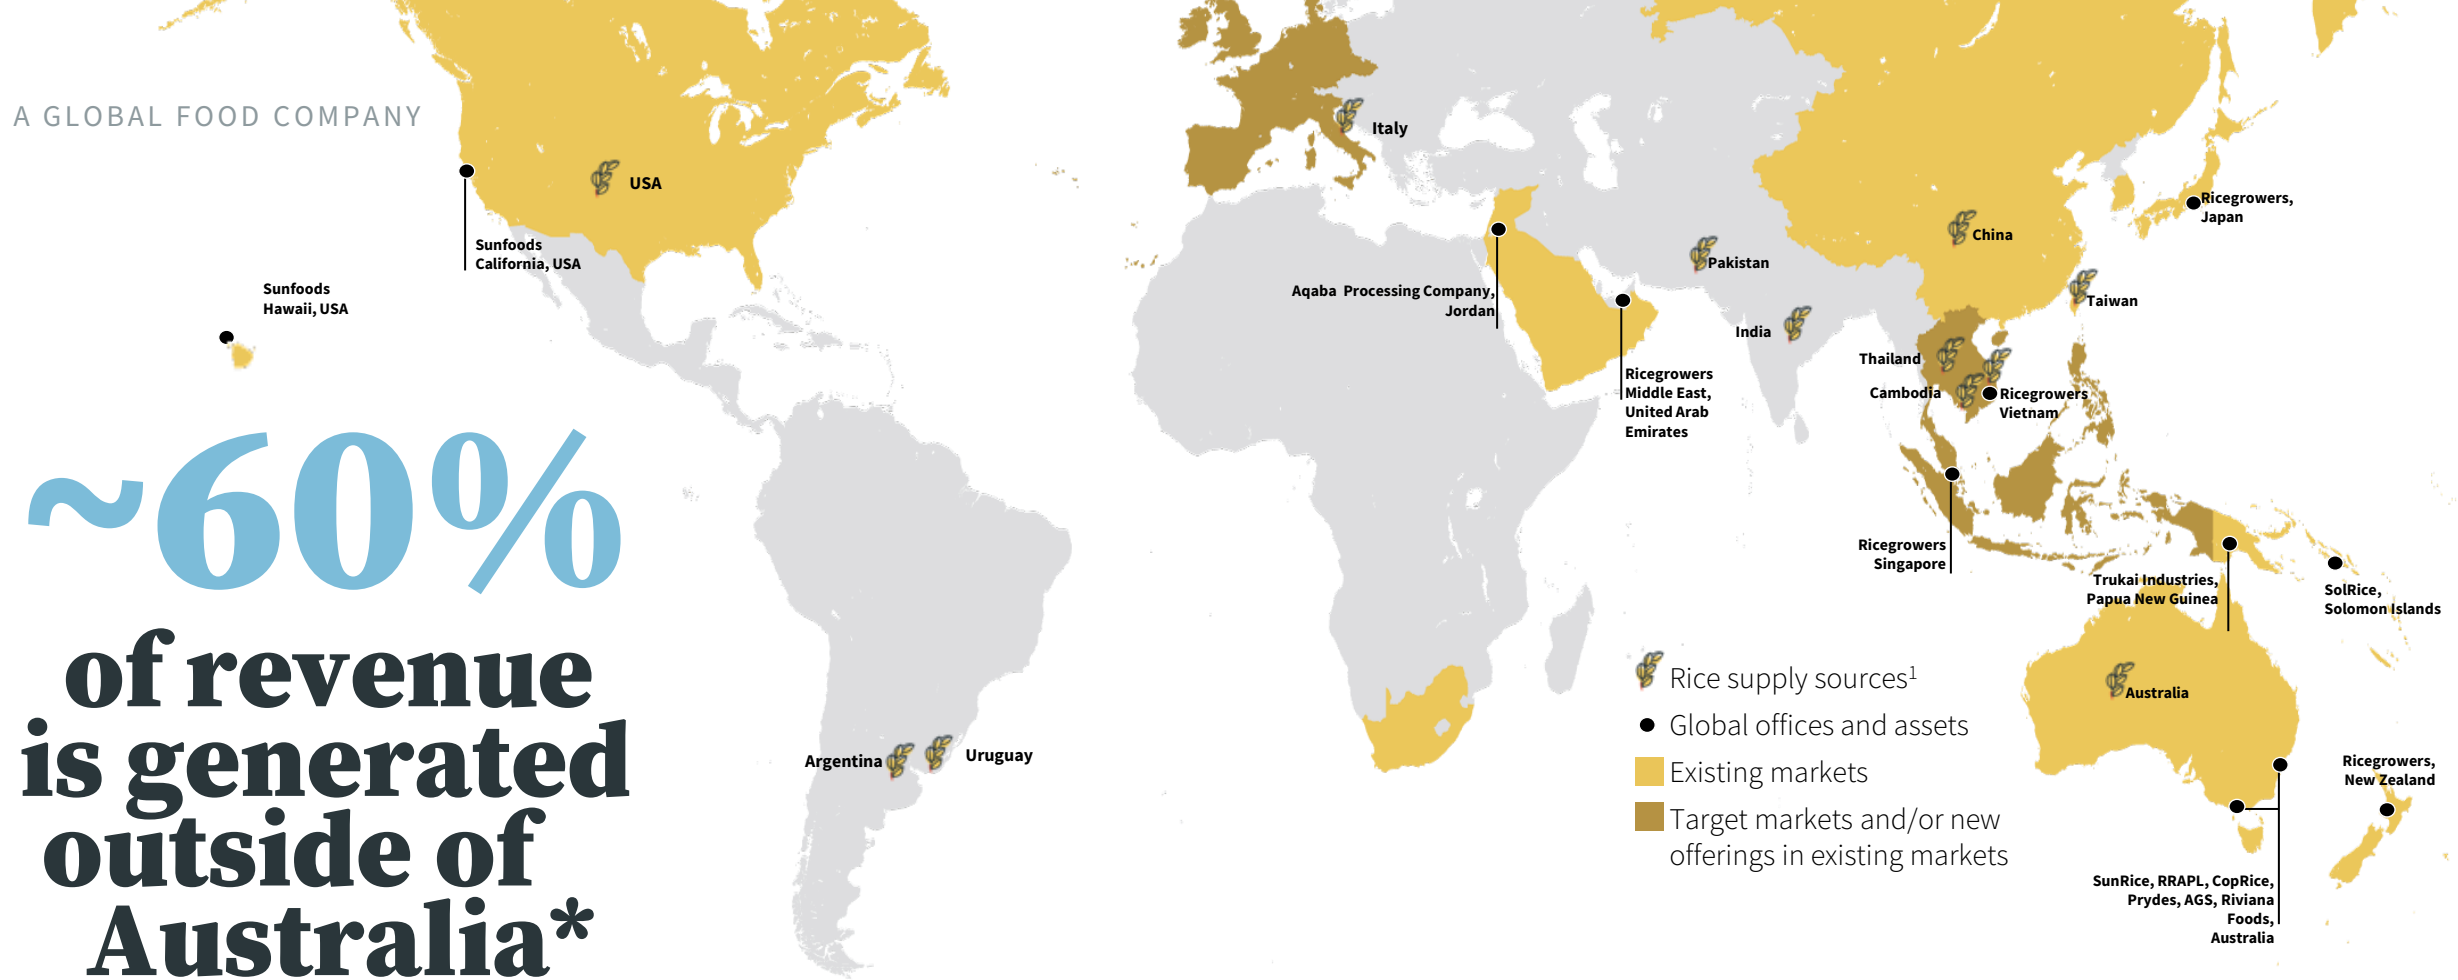 A GLOBAL FOOD COMPANY
~60%
of revenue
is generated
outside of
Australia*
Sunfoods
Hawaii, USA
Sunfoods
California, USA
USA
Argentina
Uruguay
Italy
Aqaba Processing Company,
Jordan
Ricegrowers
Middle East,
United Arab
Emirates
Pakistan
India
China
Taiwan
Ricegrowers,
Japan
Thailand
Cambodia
Ricegrowers
Vietnam
Ricegrowers
Singapore
Trukai Industries,
Papua New Guinea
SolRice,
Solomon Islands
Australia
Ricegrowers,
New Zealand
SunRice, RRAPL, CopRice,
Prydes, AGS, Riviana
Foods,
Australia
Rice supply sources¹
Global offices and assets
Existing markets
Target markets and/or new
offerings in existing markets